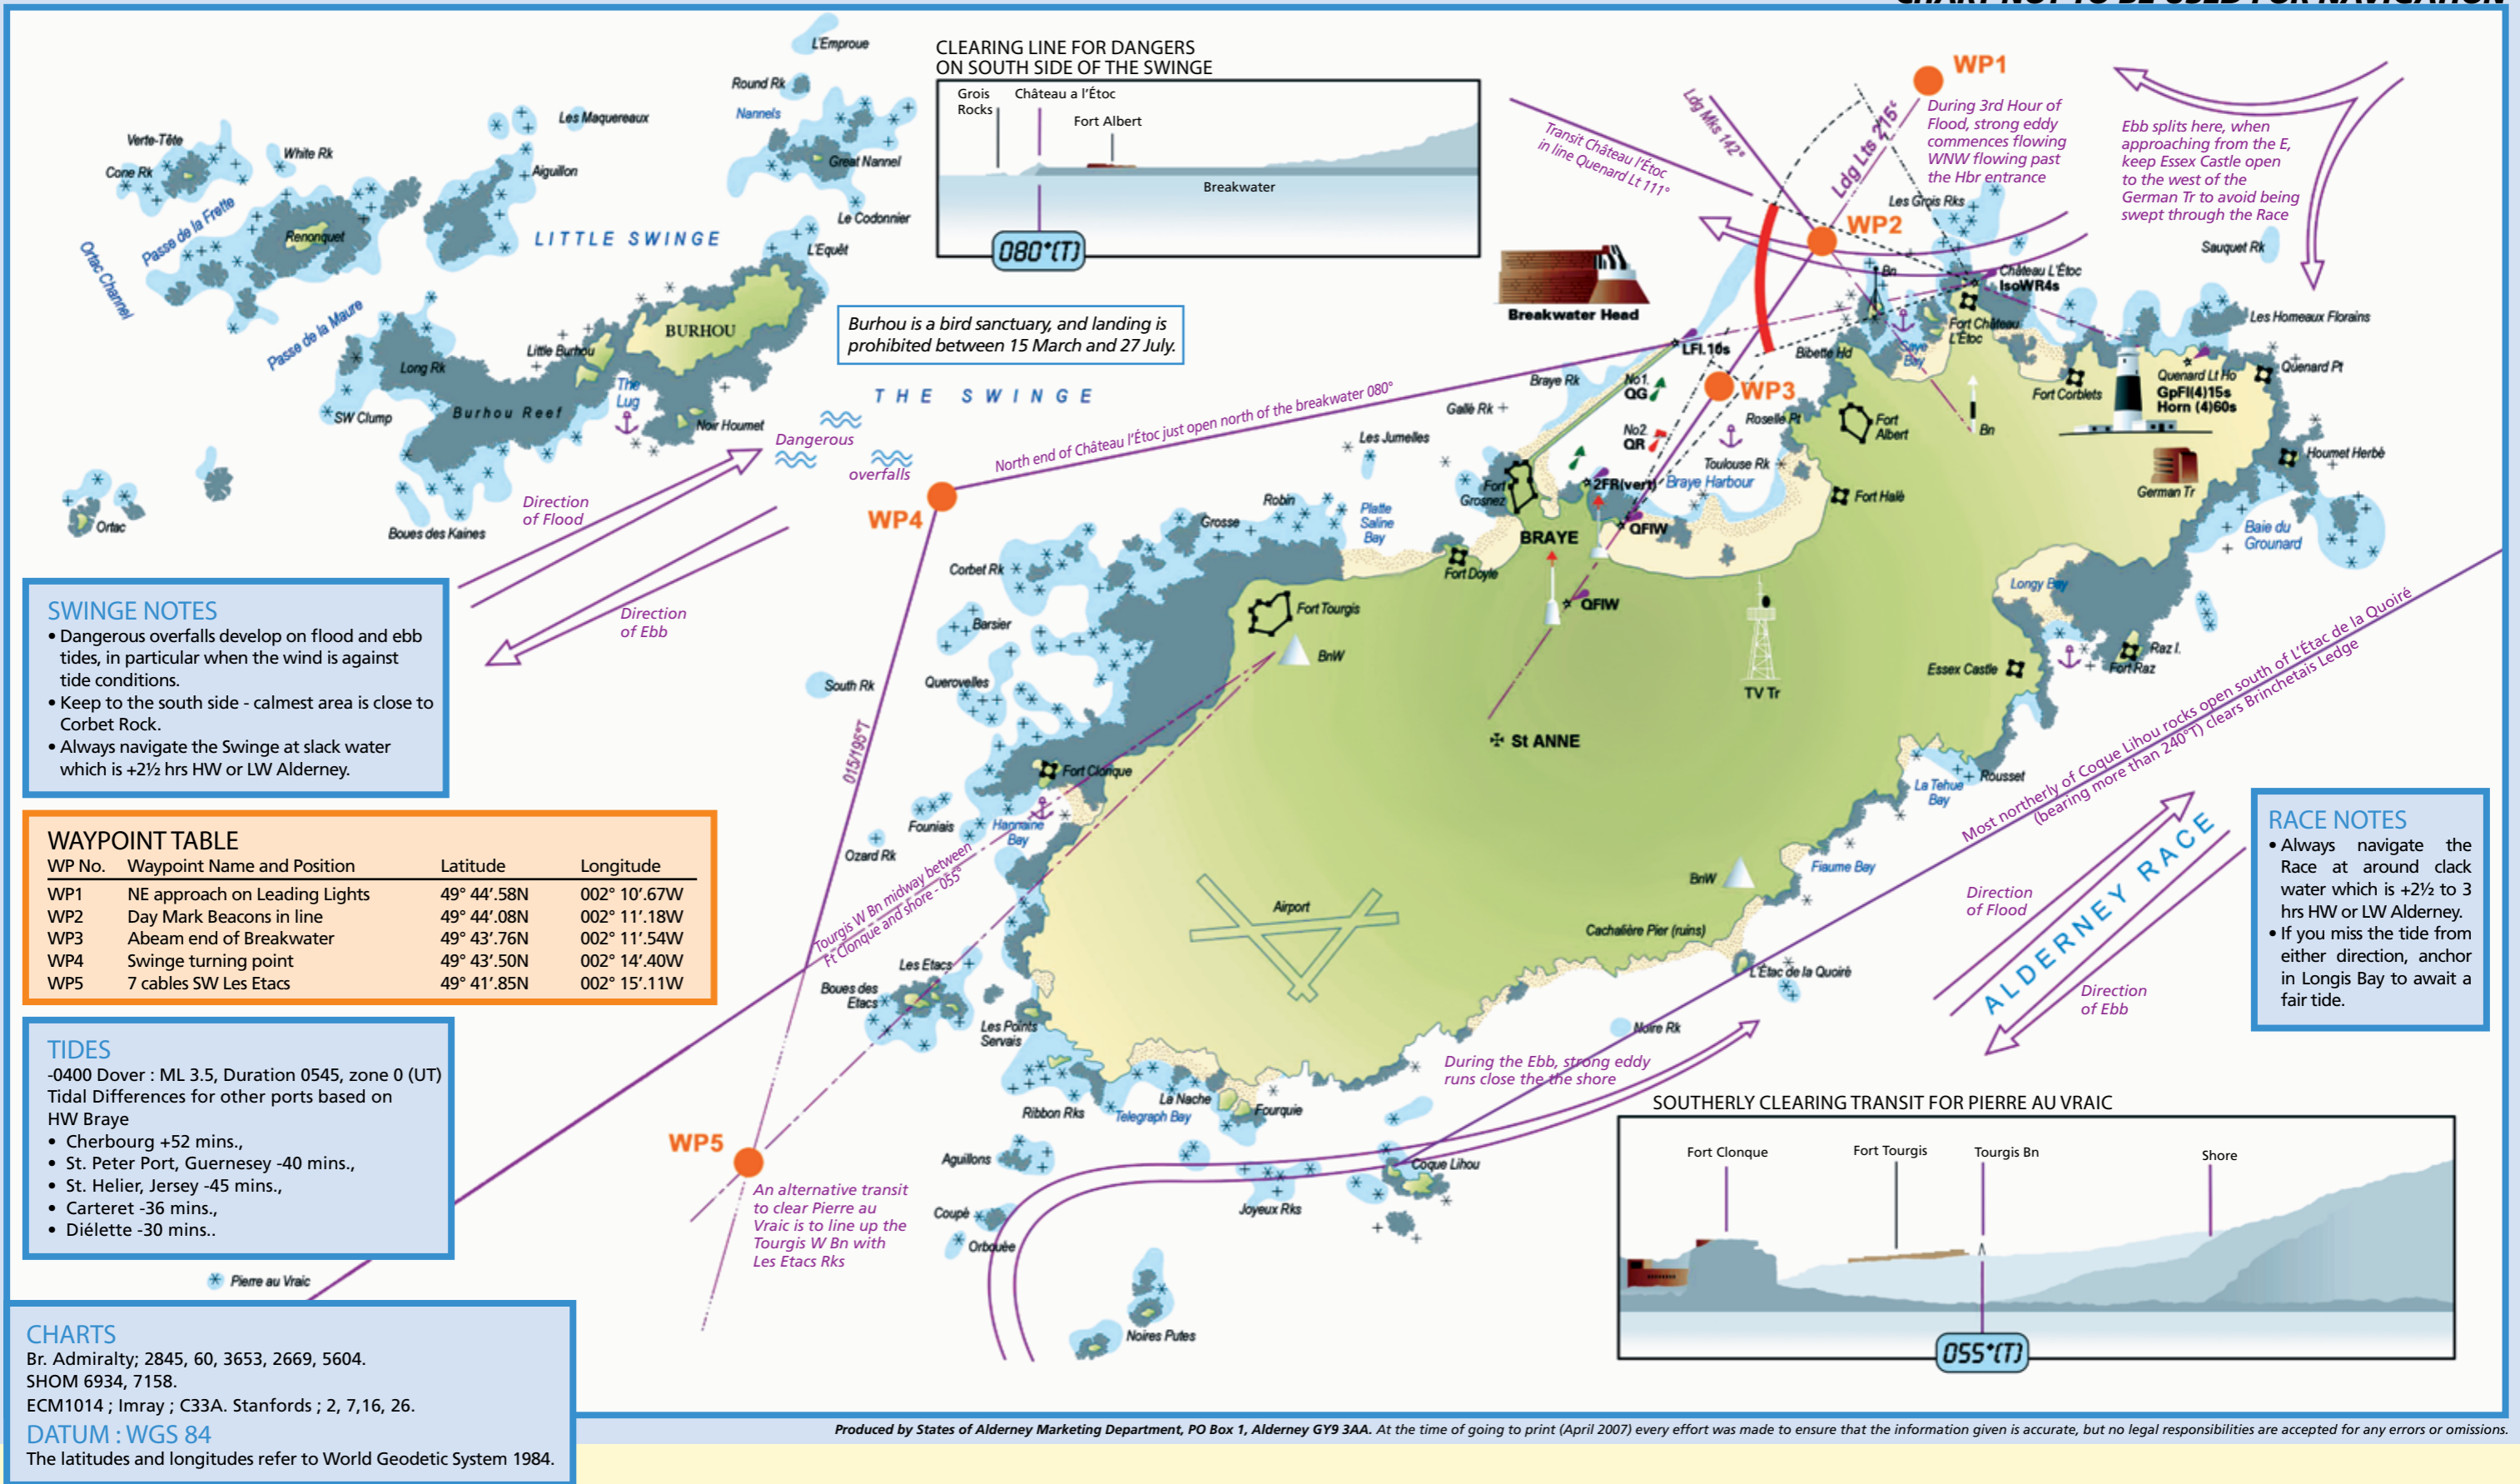 CHART NOT TO BE USED FOR NAVIGATION
L'Emproue
Round Rk
Nannels
Great Nannel
Le Codonnier
L'Equêt
Les Maquereaux
Aiguillon
Verte-Tête
White Rk
Cone Rk
Passe de la Frette
Renonquet
Ortac Channel
Passe de la Maure
LITTLE SWINGE
BURHOU
Little Burhou
Long Rk
The
Lug
Burhou Reef
SW Clump
Noir Houmet
Ortac
Boues des Kaines
CLEARING LINE FOR DANGERS
ON SOUTH SIDE OF THE SWINGE
Grois
Rocks
Château a l'Étoc
Fort Albert
Breakwater
080°(T)
Burhou is a bird sanctuary, and landing is
prohibited between 15 March and 27 July.
THE SWINGE
Dangerous
overfalls
North end of Château l'Étoc just open north of the breakwater 080°
Direction
of Flood
Direction
of Ebb
WP4
WP1
During 3rd Hour of
Flood, strong eddy
commences flowing
WNW flowing past
the Hbr entrance
Ebb splits here, when
approaching from the E,
keep Essex Castle open
to the west of the
German Tr to avoid being
swept through the Race
Ldg Mks 142°
Ldg Lts 215°
Transit Château l'Étoc
in line Quenard Lt 111°
WP2
Les Grois Rks
Sauquet Rk
Breakwater Head
Bn
Château L'Étoc
IsoWR4s
Fort Château
L'Étoc
Saye
Bay
Bibette Hd
Les Homeaux Florains
Quenard Pt
Quenard Lt Ho
GpFl(4)15s
Horn (4)60s
Fort Corblets
Bn
LFl.10s
Braye Rk
No1.
QG
WP3
Gallè Rk
No2
QR
Roselle Pt
Fort
Albert
Les Jumelles
Toulouse Rk
Fort
Grosnez
2FR(vert)
Braye Harbour
Fort Halè
German Tr
Houmet Herbè
Baie du
Grounard
Robin
Grosse
Platte
Saline
Bay
BRAYE
QFIW
Fort Doyle
QFIW
Corbet Rk
Fort Tourgis
BnW
Barsier
South Rk
Querovelles
015/195°T
TV Tr
St ANNE
Longy Bay
Essex Castle
Raz I.
Fort Raz
Fort Clonque
Founiais
Hannaine
Bay
Ozard Rk
Tourgis W Bn midway between
Ft Clonque and shore - 055°
Airport
La Tehue
Bay
Rousset
Fiaume Bay
BnW
Cachalière Pier (ruins)
L'Étac de la Quoirè
Most northerly of Coque Lihou rocks open south of L'Étac de la Quoiré
(bearing more than 240°T) clears Brinchetais Ledge
ALDERNEY RACE
Direction
of Flood
Direction
of Ebb
Les Etacs
Boues des
Etacs
Les Points
Servais
Noire Rk
During the Ebb, strong eddy
runs close the the shore
Ribbon Rks
Telegraph Bay
La Nache
Fourquie
WP5
An alternative transit
to clear Pierre au
Vraic is to line up the
Tourgis W Bn with
Les Etacs Rks
Aguillons
Coupè
Orbouèe
Joyeux Rks
Coque Lihou
Noires Putes
Pierre au Vraic
SOUTHERLY CLEARING TRANSIT FOR PIERRE AU VRAIC
Fort Clonque
Fort Tourgis
Tourgis Bn
Shore
055°(T)
SWINGE NOTES
• Dangerous overfalls develop on flood and ebb
tides, in particular when the wind is against
tide conditions.
• Keep to the south side - calmest area is close to
Corbet Rock.
• Always navigate the Swinge at slack water
which is +2½ hrs HW or LW Alderney.
WAYPOINT TABLE
WP No. Waypoint Name and Position Latitude Longitude
WP1 NE approach on Leading Lights 49° 44'.58N 002° 10'.67W
WP2 Day Mark Beacons in line 49° 44'.08N 002° 11'.18W
WP3 Abeam end of Breakwater 49° 43'.76N 002° 11'.54W
WP4 Swinge turning point 49° 43'.50N 002° 14'.40W
WP5 7 cables SW Les Etacs 49° 41'.85N 002° 15'.11W
TIDES
-0400 Dover : ML 3.5, Duration 0545, zone 0 (UT)
Tidal Differences for other ports based on
HW Braye
• Cherbourg +52 mins.,
• St. Peter Port, Guernesey -40 mins.,
• St. Helier, Jersey -45 mins.,
• Carteret -36 mins.,
• Diélette -30 mins..
RACE NOTES
• Always navigate the
Race at around clack
water which is +2½ to 3
hrs HW or LW Alderney.
• If you miss the tide from
either direction, anchor
in Longis Bay to await a
fair tide.
CHARTS
Br. Admiralty; 2845, 60, 3653, 2669, 5604.
SHOM 6934, 7158.
ECM1014 ; Imray ; C33A. Stanfords ; 2, 7,16, 26.
DATUM : WGS 84
The latitudes and longitudes refer to World Geodetic System 1984.
Produced by States of Alderney Marketing Department, PO Box 1, Alderney GY9 3AA. At the time of going to print (April 2007) every effort was made to ensure that the information given is accurate, but no legal responsibilities are accepted for any errors or omissions.